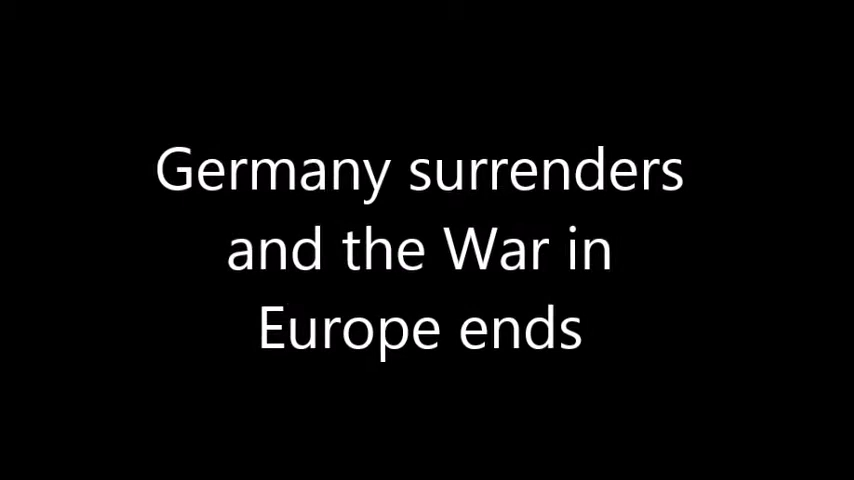 Germany surrenders
and the War in
Europe ends